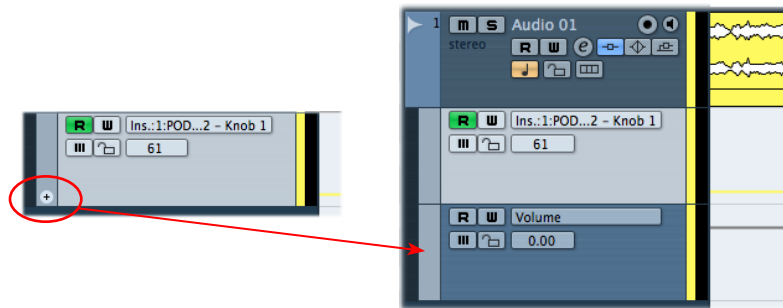 R W Ins.:1:POD...2 – Knob 1
61
+
1 m S Audio 01
stereo R W e
R W Ins.:1:POD...2 – Knob 1
61
R W Volume
0.00